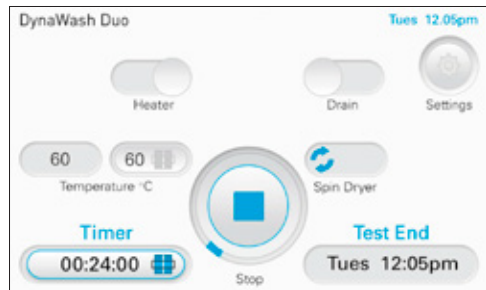 DynaWash Duo
Tues 12.05pm
Heater
Drain
Settings
60
60
Temperature °C
Spin Dryer
Timer
Test End
00:24:00
Tues 12:05pm
Stop